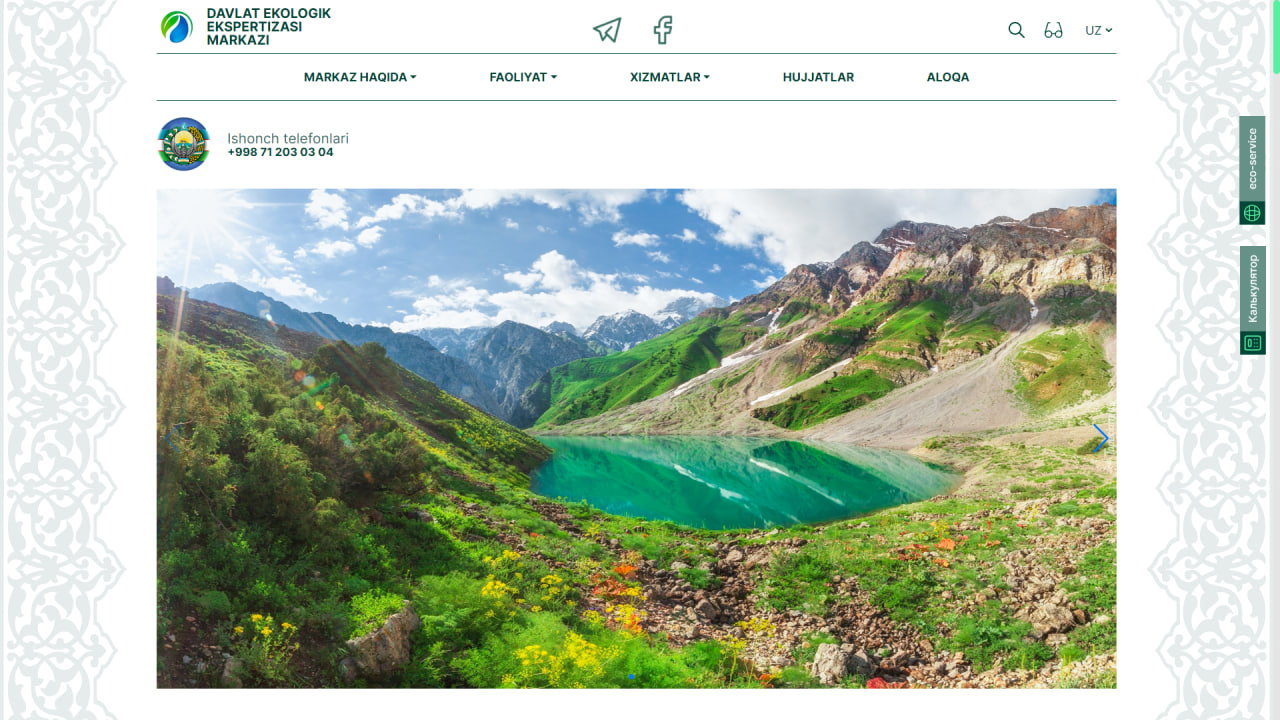 DAVLAT EKOLOGIK
EKSPERTIZASI
MARKAZI
UZ
MARKAZ HAQIDA
FAOLIYAT
XIZMATLAR
HUJJATLAR
ALOQA
Ishonch telefonlari
+998 71 203 03 04
eco-service
Калькулятор